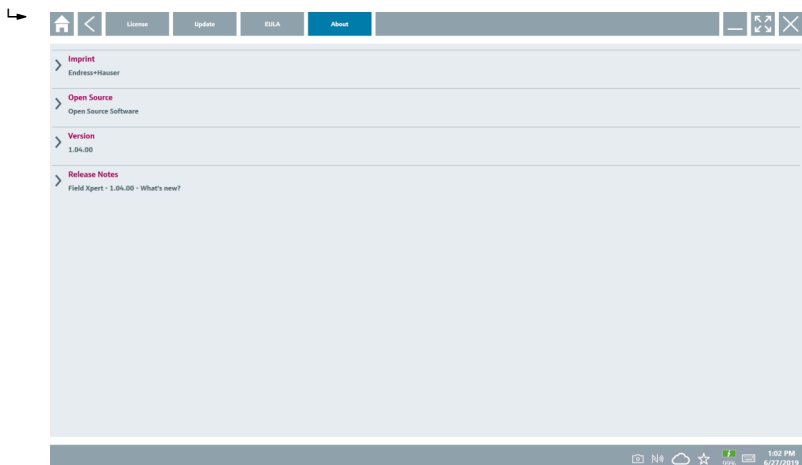 License Update EULA About
Imprint
Endress+Hauser
Open Source
Open Source Software
Version
1.04.00
Release Notes
Field Xpert - 1.04.00 - What's new?
1:02 PM
99% 6/27/2019